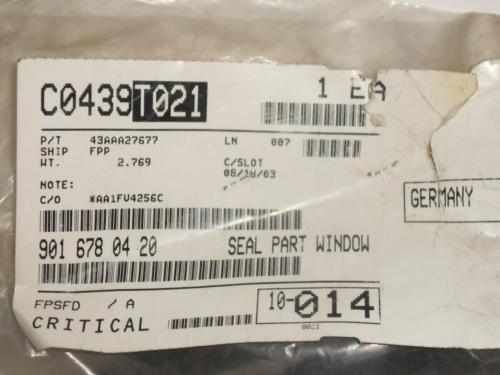 C0439T021 1 EA
P/T 43AAA27677 LN 007
SHIP FPP
WT. 2.769 C/SLOT
08/18/03
NOTE:
C/O *AA1FV4256C
GERMANY
901 678 04 20 SEAL PART WINDOW
FPSFD / A 10-014
CRITICAL 0021